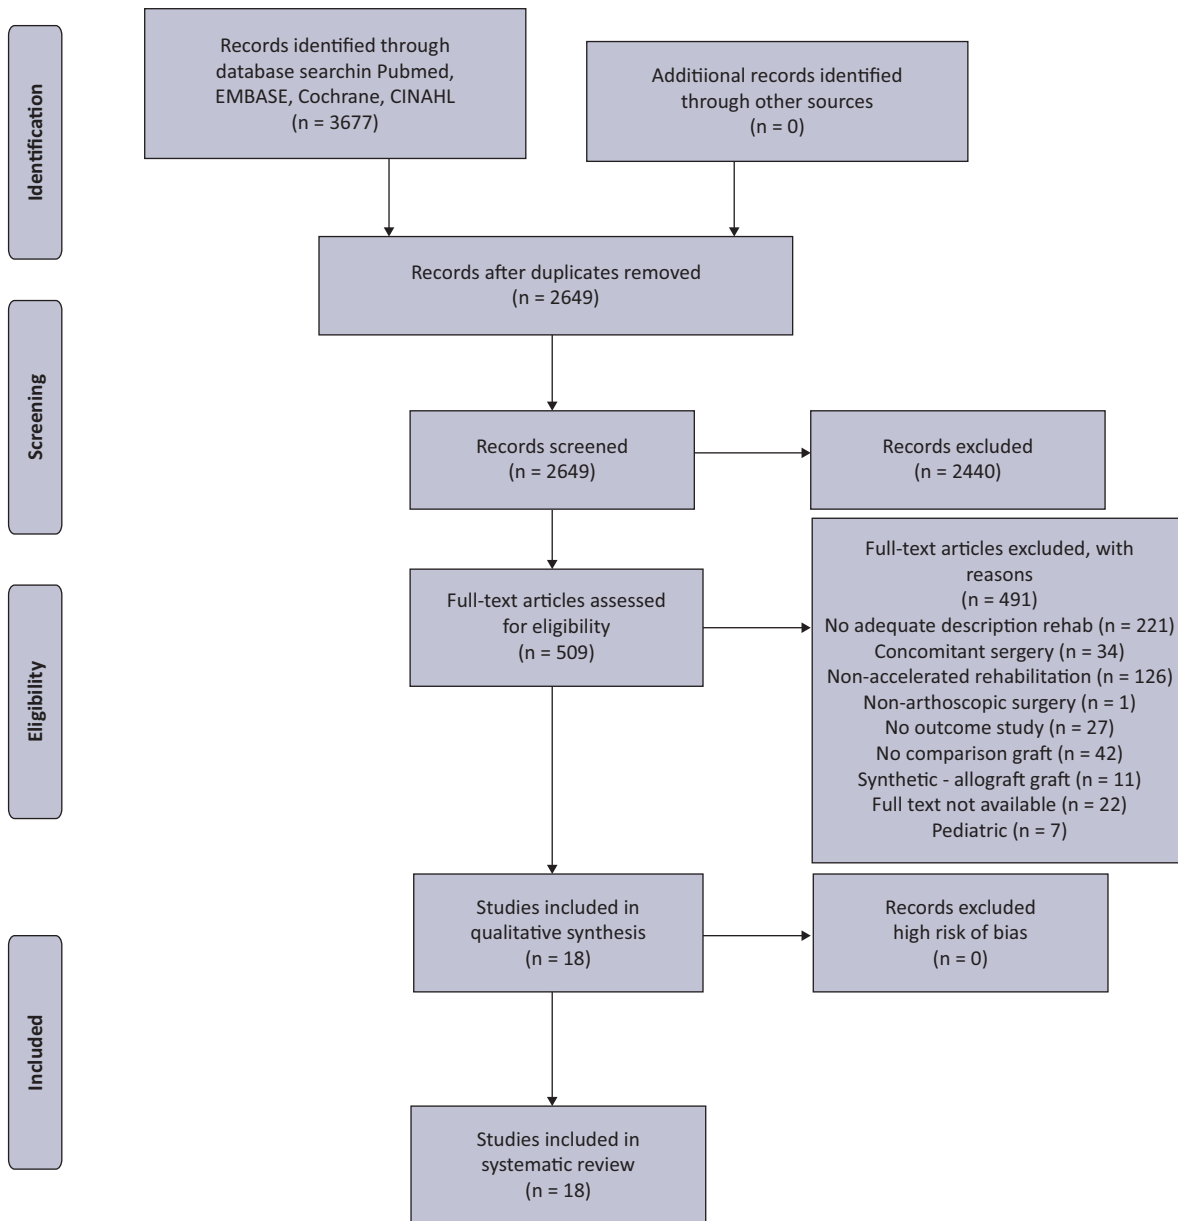 Identification
Records identified through
database searchin Pubmed,
EMBASE, Cochrane, CINAHL
(n = 3677)
Additional records identified
through other sources
(n = 0)
Records after duplicates removed
(n = 2649)
Screening
Records screened
(n = 2649)
Records excluded
(n = 2440)
Eligibility
Full-text articles assessed
for eligibility
(n = 509)
Full-text articles excluded, with
reasons
(n = 491)
No adequate description rehab (n = 221)
Concomitant sergery (n = 34)
Non-accelerated rehabilitation (n = 126)
Non-arthoscopic surgery (n = 1)
No outcome study (n = 27)
No comparison graft (n = 42)
Synthetic - allograft graft (n = 11)
Full text not available (n = 22)
Pediatric (n = 7)
Included
Studies included in
qualitative synthesis
(n = 18)
Records excluded
high risk of bias
(n = 0)
Studies included in
systematic review
(n = 18)